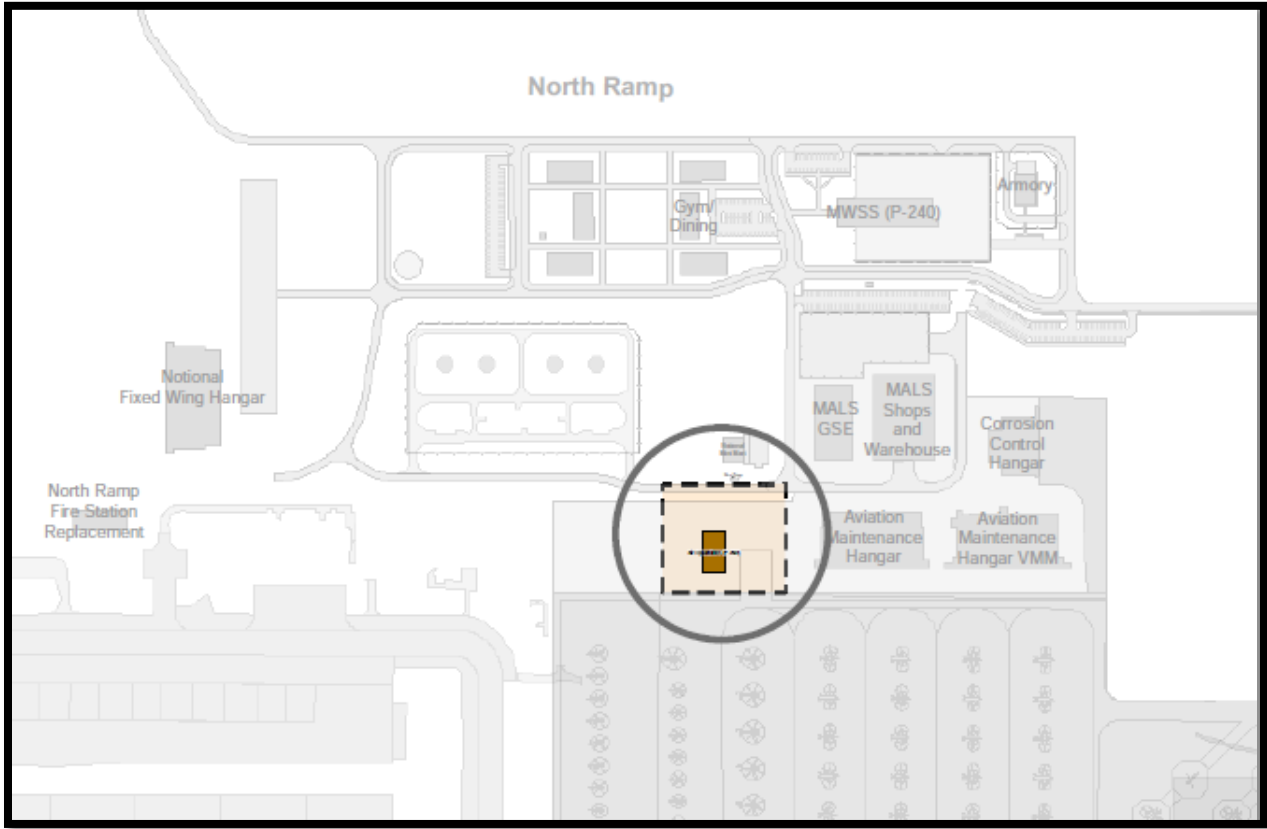 North Ramp
Armory
Gym/
Dining
MWSS (P-240)
Notional
Fixed Wing Hangar
MALS
GSE
MALS
Shops
and
Warehouse
Corrosion
Control
Hangar
North Ramp
Fire Station
Replacement
Aviation
Maintenance
Hangar
Aviation
Maintenance
Hangar VMM